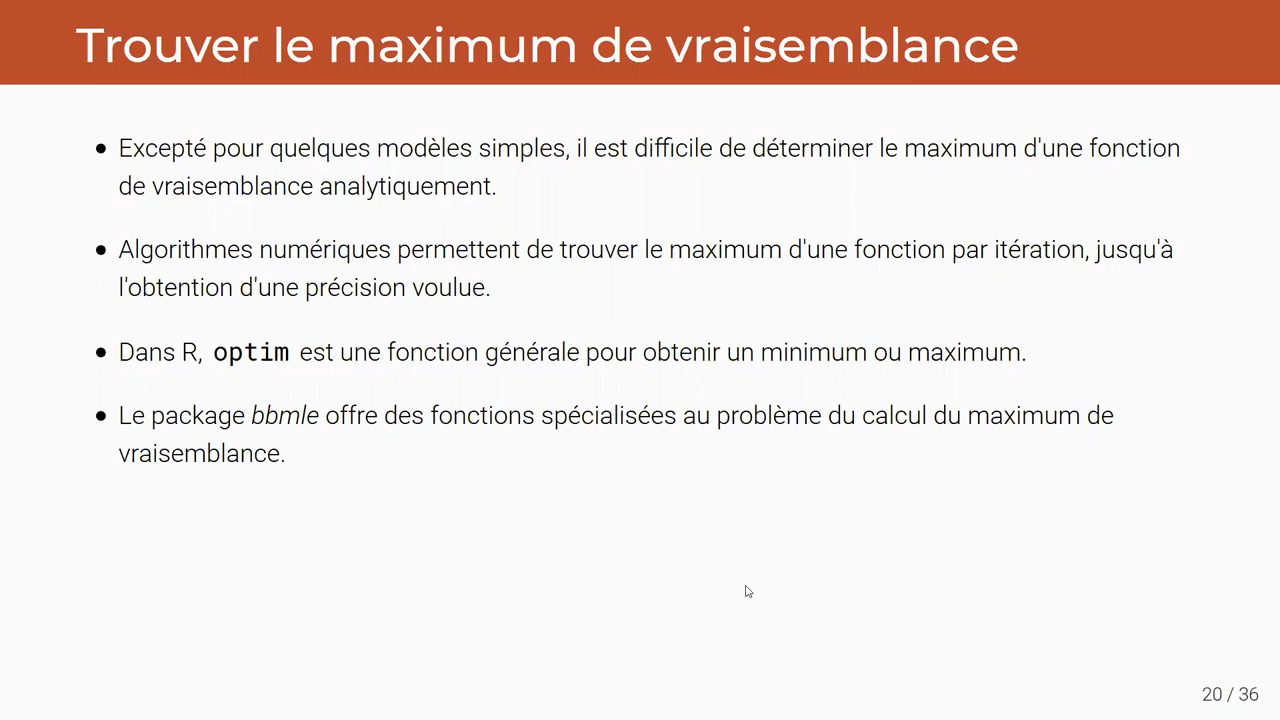 Trouver le maximum de vraisemblance
• Excepté pour quelques modèles simples, il est difficile de déterminer le maximum d'une fonction
de vraisemblance analytiquement.
• Algorithmes numériques permettent de trouver le maximum d'une fonction par itération, jusqu'à
l'obtention d'une précision voulue.
• Dans R, optim est une fonction générale pour obtenir un minimum ou maximum.
• Le package bbmle offre des fonctions spécialisées au problème du calcul du maximum de
vraisemblance.
20 / 36